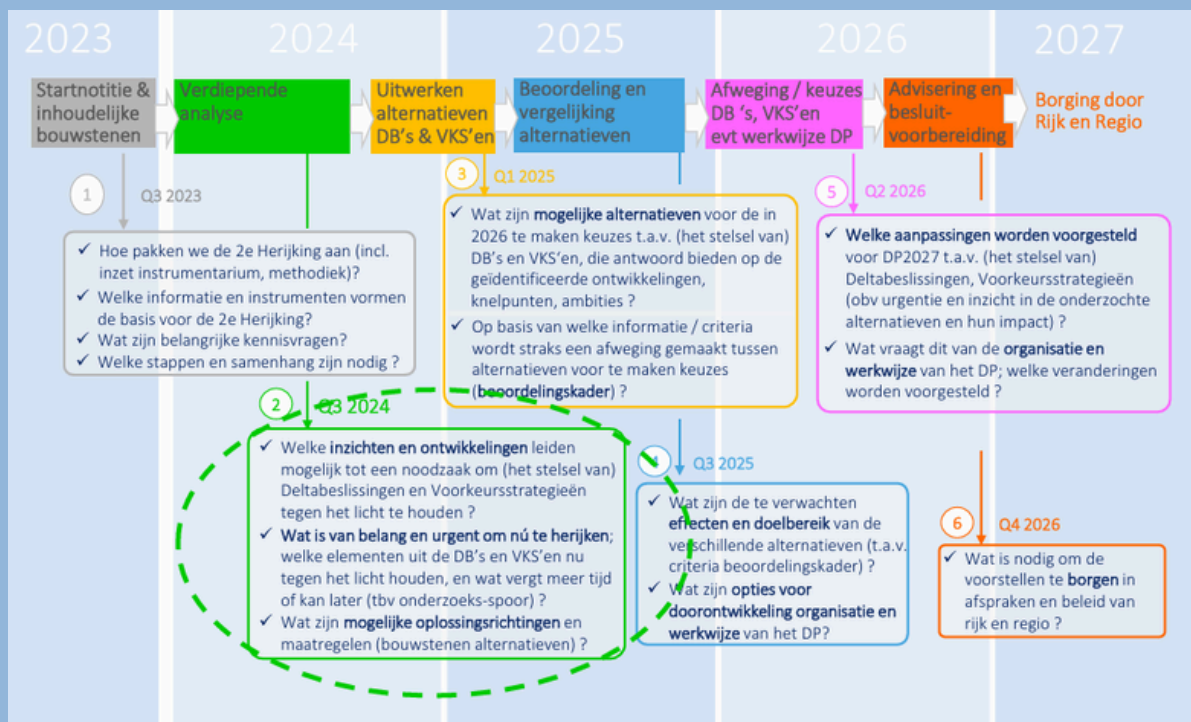 2023
2024
2025
2026
2027
Startnotitie &
inhoudelijke
bouwstenen
Verdiepende
analyse
Uitwerken
alternatieven
DB's & VKS'en
Beoordeling en
vergelijking
alternatieven
Afweging / keuzes
DB 's, VKS'en
evt werkwijze DP
Advisering en
besluit-
voorbereiding
Borging door
Rijk en Regio
1
Q3 2023
✓ Hoe pakken we de 2e Herijking aan (incl.
inzet instrumentarium, methodiek)?
✓ Welke informatie en instrumenten vormen
de basis voor de 2e Herijking?
✓ Wat zijn belangrijke kennisvragen?
✓ Welke stappen en samenhang zijn nodig ?
2
Q3 2024
✓ Welke inzichten en ontwikkelingen leiden
mogelijk tot een noodzaak om (het stelsel van)
Deltabeslissingen en Voorkeursstrategieën
tegen het licht te houden ?
✓ Wat is van belang en urgent om nú te herijken;
welke elementen uit de DB's en VKS'en nu
tegen het licht houden, en wat vergt meer tijd
of kan later (tbv onderzoeks-spoor) ?
✓ Wat zijn mogelijke oplossingsrichtingen en
maatregelen (bouwstenen alternatieven) ?
3
Q1 2025
✓ Wat zijn mogelijke alternatieven voor de in
2026 te maken keuzes t.a.v. (het stelsel van)
DB's en VKS'en, die antwoord bieden op de
geïdentificeerde ontwikkelingen,
knelpunten, ambities ?
✓ Op basis van welke informatie / criteria
wordt straks een afweging gemaakt tussen
alternatieven voor te maken keuzes
(beoordelingskader) ?
4
Q3 2025
✓ Wat zijn de te verwachten
effecten en doelbereik van de
verschillende alternatieven (t.a.v.
criteria beoordelingskader) ?
✓ Wat zijn opties voor
doorontwikkeling organisatie en
werkwijze van het DP?
5
Q2 2026
✓ Welke aanpassingen worden voorgesteld
voor DP2027 t.a.v. (het stelsel van)
Deltabeslissingen, Voorkeursstrategieën
(obv urgentie en inzicht in de onderzochte
alternatieven en hun impact) ?
✓ Wat vraagt dit van de organisatie en
werkwijze van het DP; welke veranderingen
worden voorgesteld ?
6
Q4 2026
✓ Wat is nodig om de
voorstellen te borgen in
afspraken en beleid van
rijk en regio ?